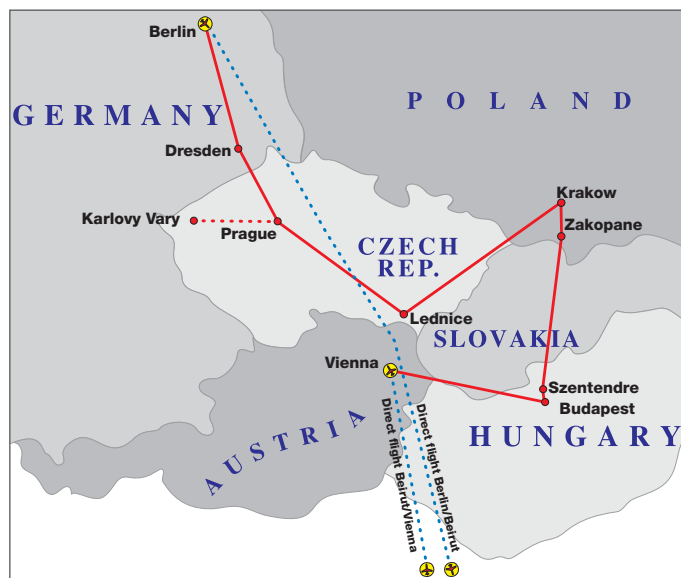 Berlin
POLAND
GERMANY
Dresden
Krakow
Karlovy Vary
Zakopane
Prague
CZECH
REP.
Lednice
SLOVAKIA
Vienna
Szentendre
Budapest
AUSTRIA
HUNGARY
Direct flight Beirut/Vienna
Direct flight Berlin/Beirut